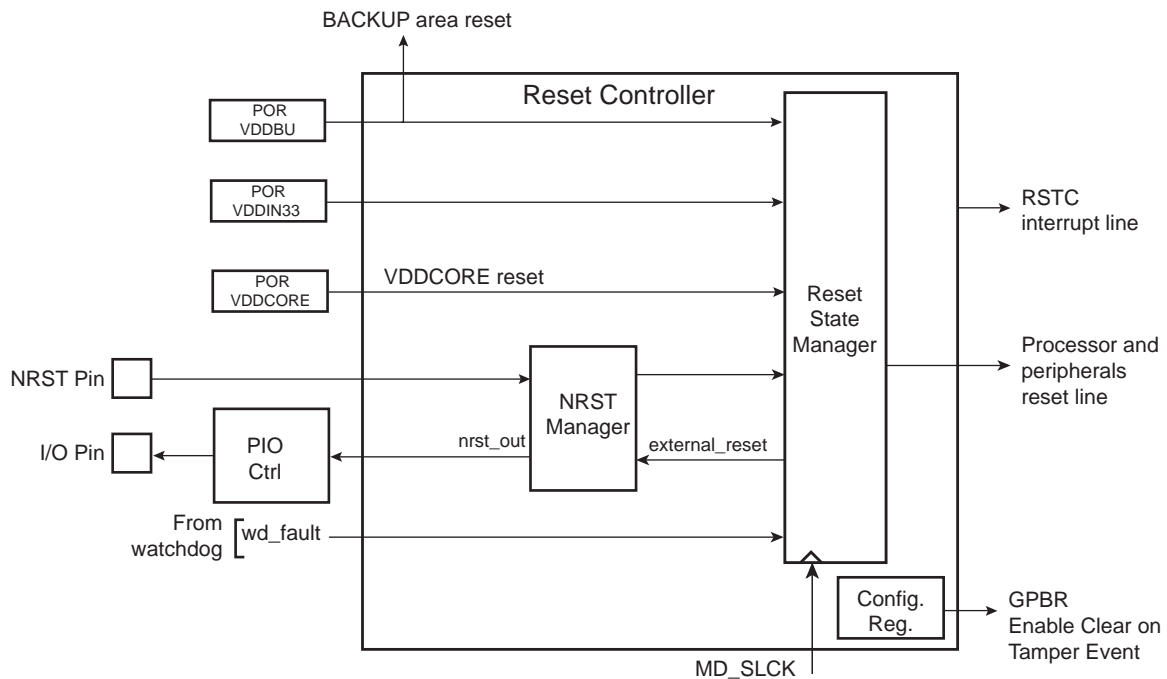 BACKUP area reset
Reset Controller
POR
VDDBU
POR
VDDIN33
RSTC
interrupt line
POR
VDDCORE
VDDCORE reset
Reset
State
Manager
Processor and
peripherals
reset line
NRST Pin
NRST
Manager
I/O Pin
PIO
Ctrl
nrst_out
external_reset
From
watchdog
wd_fault
Config.
Reg.
GPBR
Enable Clear on
Tamper Event
MD_SLCK